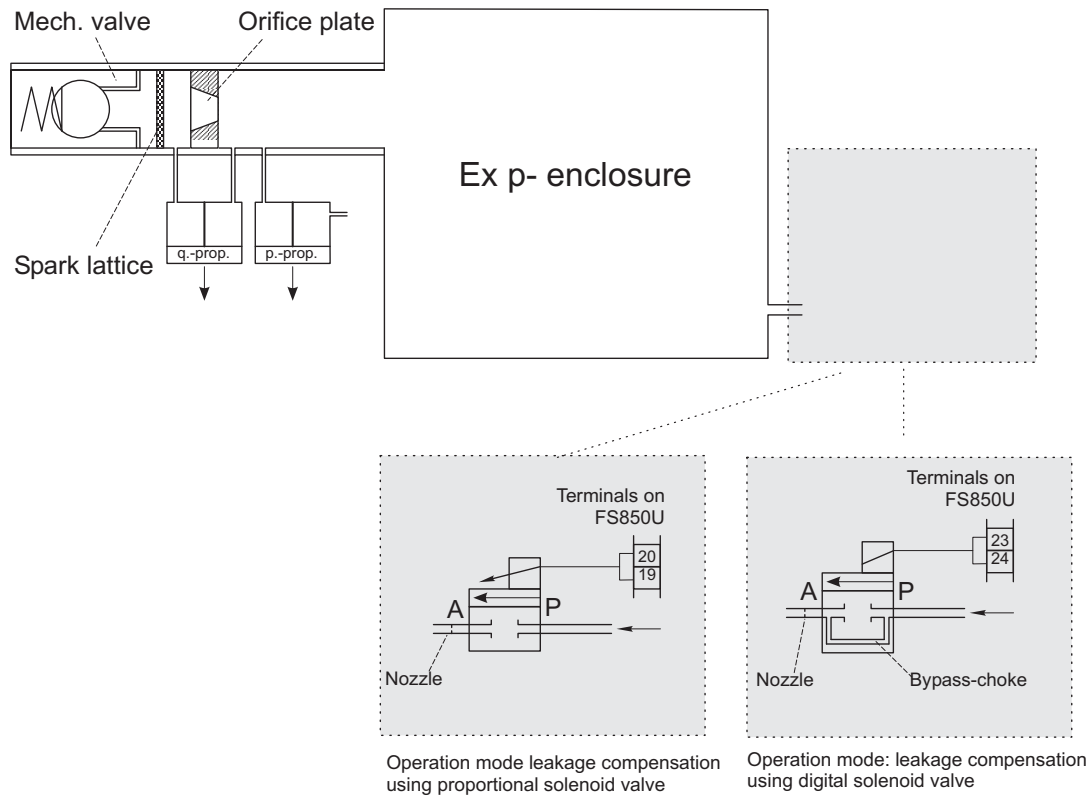 Mech. valve
Orifice plate
Ex p- enclosure
q.-prop.
p.-prop.
Spark lattice
Terminals on
FS850U
20
19
A
P
Nozzle
Terminals on
FS850U
23
24
A
P
Nozzle
Bypass-choke
Operation mode leakage compensation
using proportional solenoid valve
Operation mode: leakage compensation
using digital solenoid valve